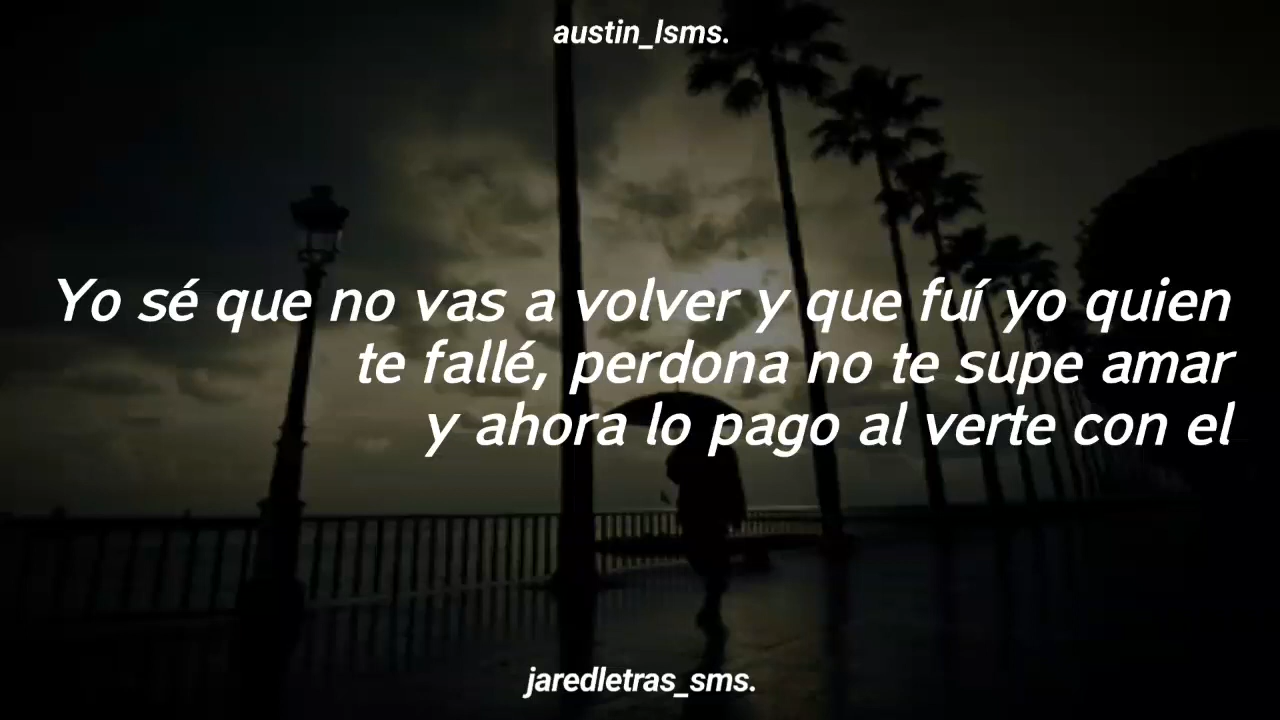 austin_lsms.
Yo sé que no vas a volver y que fuí yo quien
te fallé, perdona no te supe amar
y ahora lo pago al verte con el
jaredletras_sms.